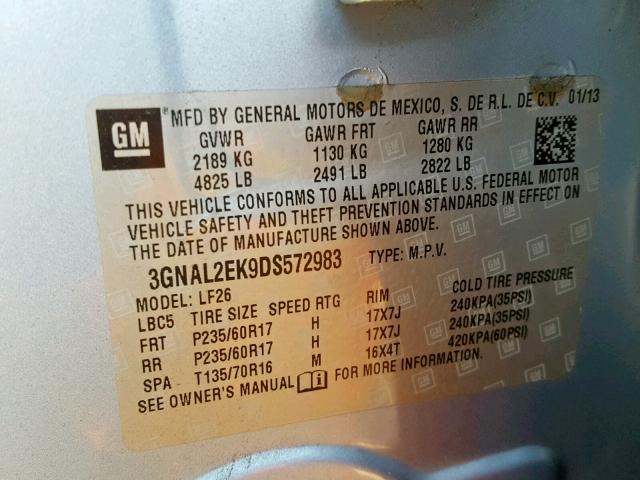 GM
MFD BY GENERAL MOTORS DE MEXICO, S. DE R.L. DE C.V. 01/13
GVWR GAWR FRT GAWR RR
2189 KG 1130 KG 1280 KG
4825 LB 2491 LB 2822 LB
THIS VEHICLE CONFORMS TO ALL APPLICABLE U.S. FEDERAL MOTOR
VEHICLE SAFETY AND THEFT PREVENTION STANDARDS IN EFFECT ON
THE DATE OF MANUFACTURE SHOWN ABOVE.
3GNAL2EK9DS572983 TYPE: M.P.V.
MODEL: LF26
LBC5 TIRE SIZE SPEED RTG RIM COLD TIRE PRESSURE
FRT P235/60R17 H 17X7J 240KPA(35PSI)
RR P235/60R17 H 17X7J 240KPA(35PSI)
SPA T135/70R16 M 16X4T 420KPA(60PSI)
SEE OWNER'S MANUAL FOR MORE INFORMATION.